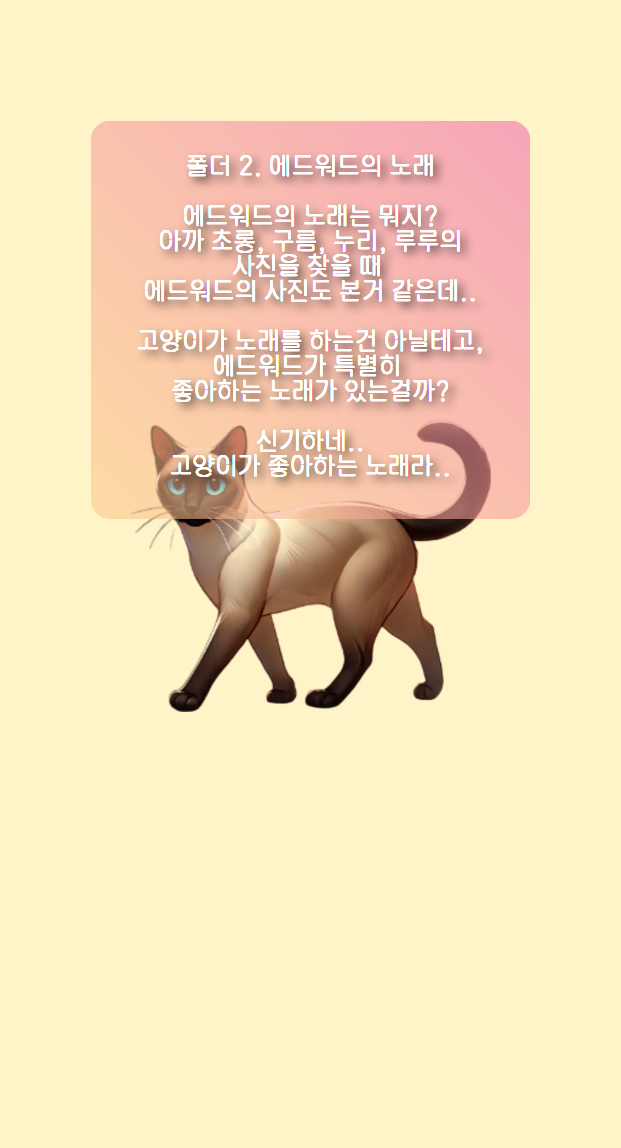 폴더 2. 에드워드의 노래
에드워드의 노래는 뭐지?
아까 초롱, 구름, 누리, 루루의
사진을 찾을 때
에드워드의 사진도 본거 같은데..
고양이가 노래를 하는건 아닐테고,
에드워드가 특별히
좋아하는 노래가 있는걸까?
신기하네..
고양이가 좋아하는 노래라..